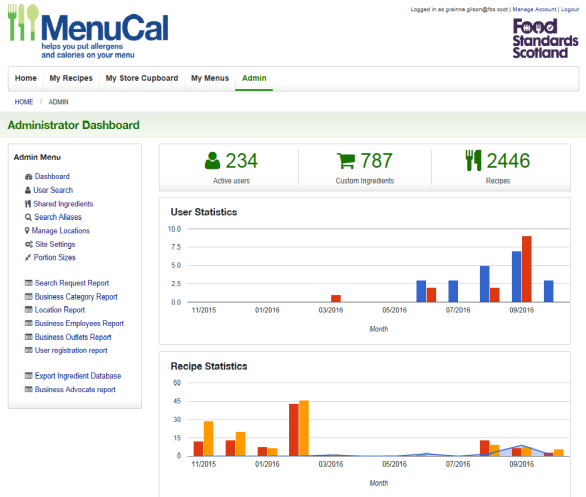 Logged in as grainne.gilson@fss.scot | Manage Account | Logout
MenuCal
helps you put allergens
and calories on your menu
Food
Standards
Scotland
Home My Recipes My Store Cupboard My Menus Admin
HOME / ADMIN
Administrator Dashboard
Admin Menu
Dashboard
User Search
Shared Ingredients
Search Aliases
Manage Locations
Site Settings
Portion Sizes
Search Request Report
Business Category Report
Location Report
Business Employees Report
Business Outlets Report
User registration report
Export Ingredient Database
Business Advocate report
234 787 2446
Active users Custom Ingredients Recipes
User Statistics
10.0
7.5
5.0
2.5
0.0
11/2015 01/2016 03/2016 05/2016 07/2016 09/2016
Month
Recipe Statistics
60
45
30
15
0
11/2015 01/2016 03/2016 05/2016 07/2016 09/2016
Month